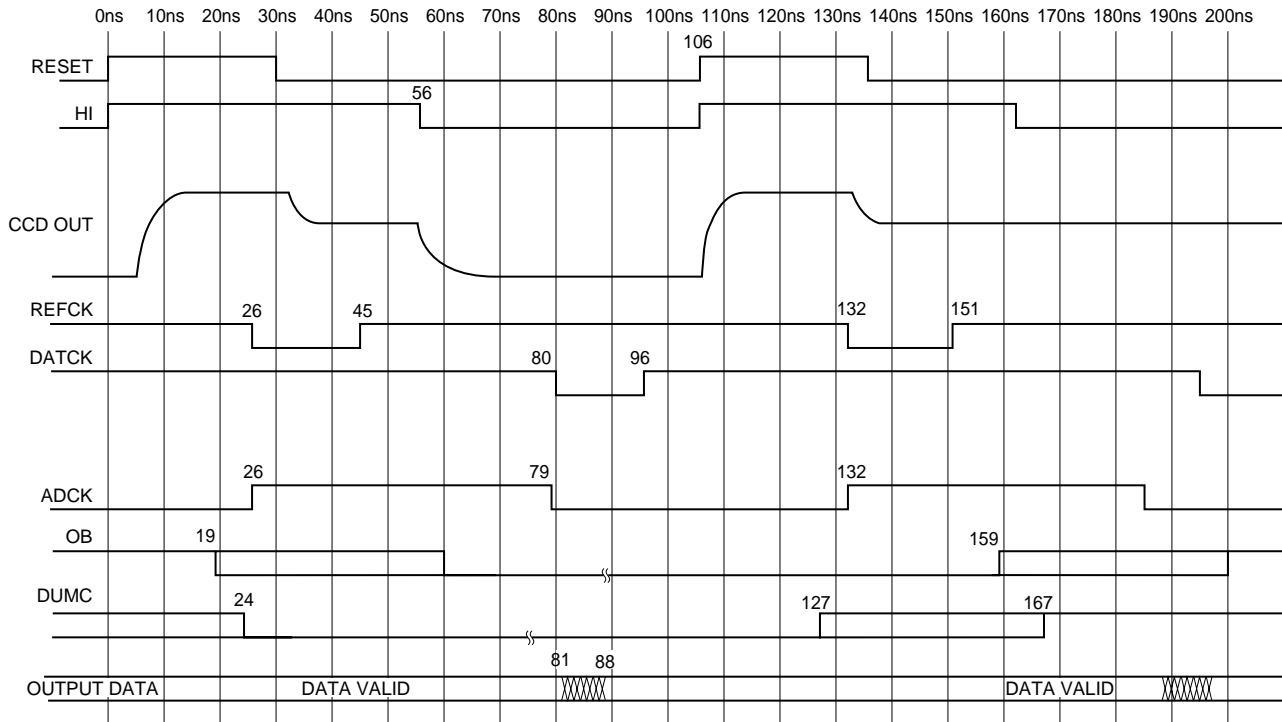 0ns 10ns 20ns 30ns 40ns 50ns 60ns 70ns 80ns 90ns 100ns 110ns 120ns 130ns 140ns 150ns 160ns 170ns 180ns 190ns 200ns
106
RESET
56
HI
CCD OUT
REFCK 26 45 132 151
DATCK 80 96
26 79 132
ADCK
19 159
OB
DUMC 24 127 167
81 88
OUTPUT DATA DATA VALID DATA VALID